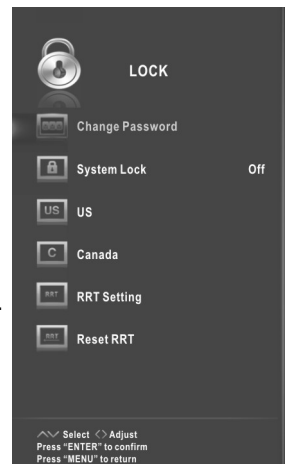 LOCK
Change Password
System Lock Off
US US
C Canada
RRT RRT Setting
Reset RRT
Select Adjust
Press “ENTER” to confirm
Press “MENU” to return